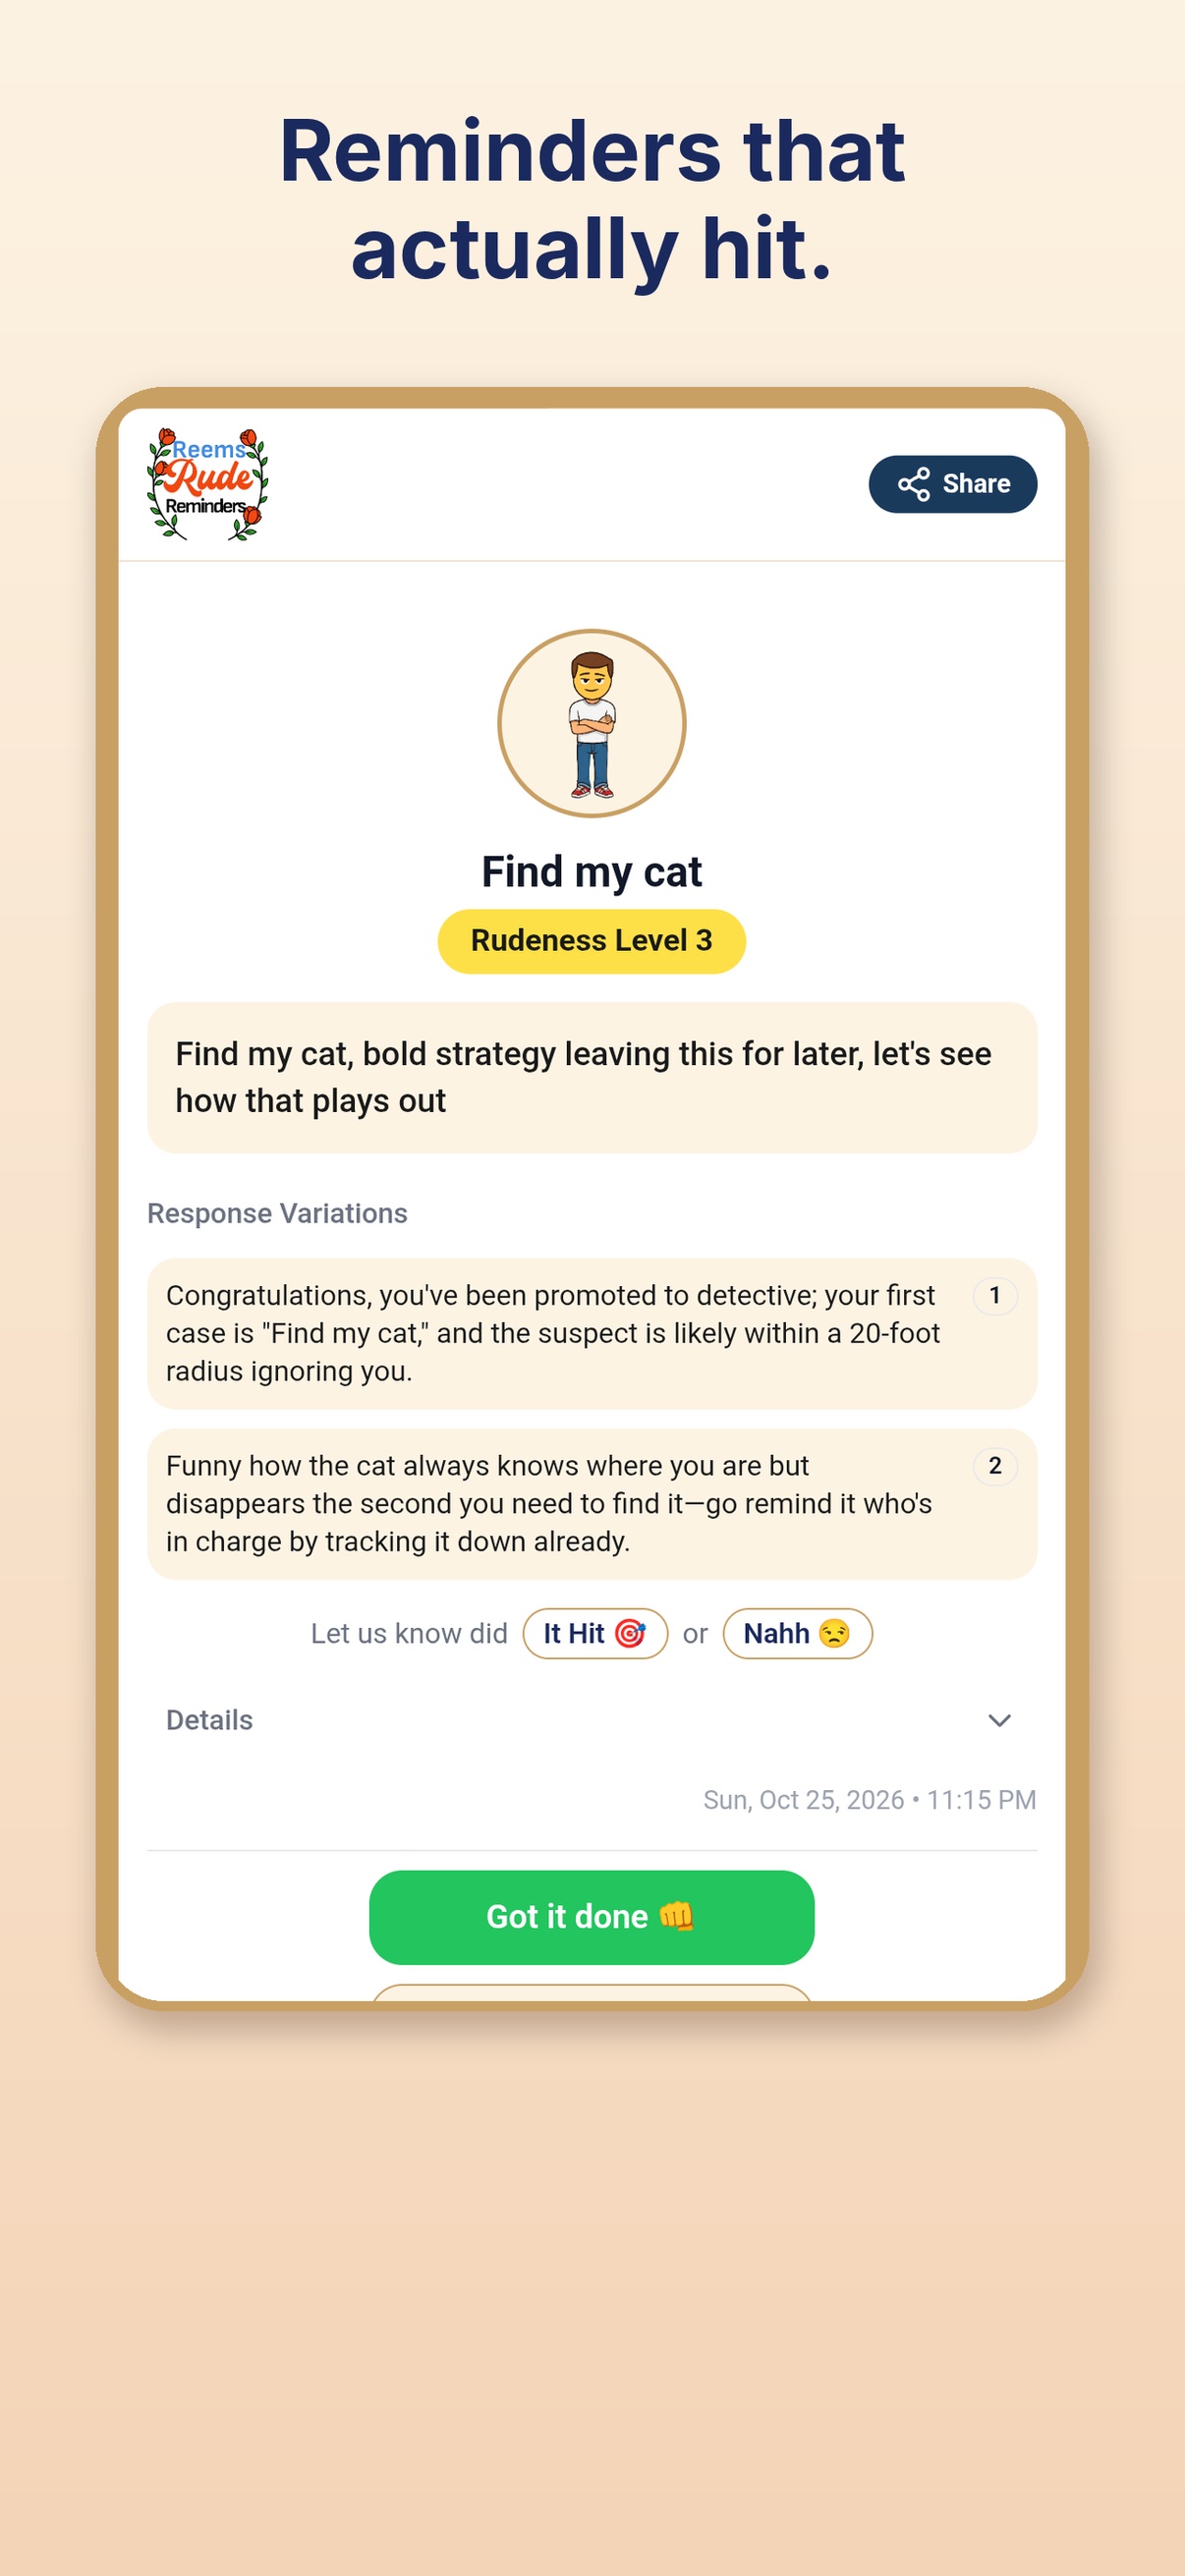 Reminders that
actually hit.
Reems
Rude
Reminders
Share
Find my cat
Rudeness Level 3
Find my cat, bold strategy leaving this for later, let's see
how that plays out
Response Variations
Congratulations, you've been promoted to detective; your first
case is "Find my cat," and the suspect is likely within a 20-foot
radius ignoring you.
1
Funny how the cat always knows where you are but
disappears the second you need to find it—go remind it who's
in charge by tracking it down already.
2
Let us know did It Hit 🎯 or Nahh 😒
Details
Sun, Oct 25, 2026 • 11:15 PM
Got it done 👊